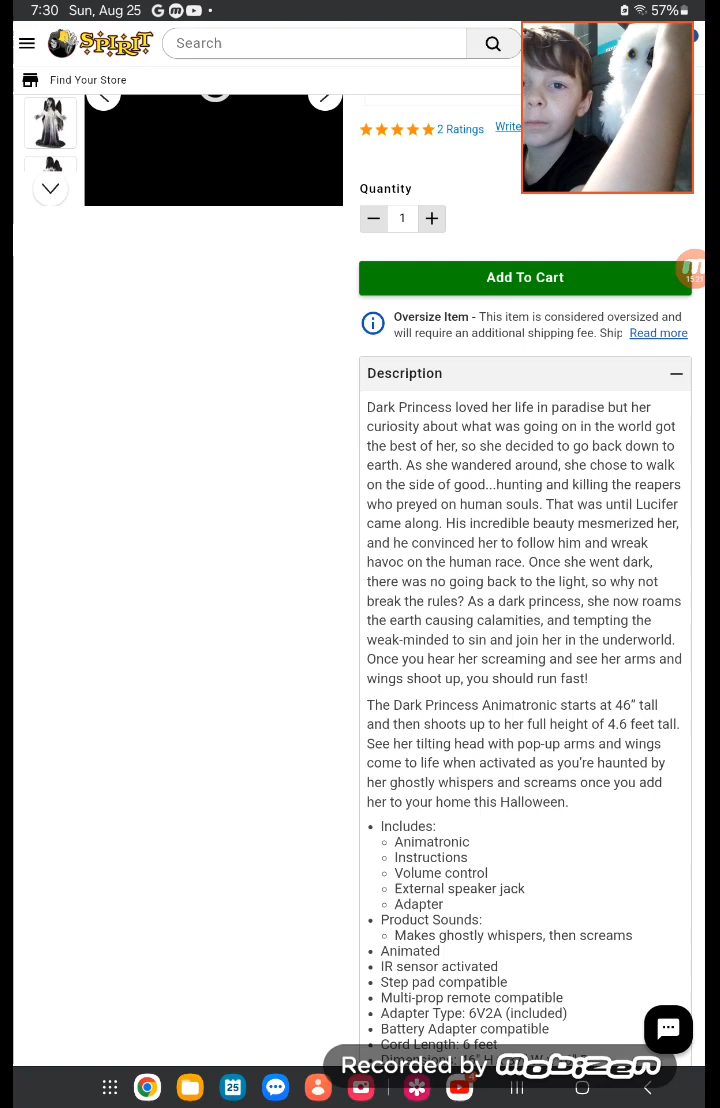 7:30 Sun, Aug 25
57%
SPIRIT
Search
Find Your Store
2 Ratings Write
Quantity
1
15:21
Add To Cart
Oversize Item - This item is considered oversized and
will require an additional shipping fee. Ship Read more
Description
Dark Princess loved her life in paradise but her
curiosity about what was going on in the world got
the best of her, so she decided to go back down to
earth. As she wandered around, she chose to walk
on the side of good...hunting and killing the reapers
who preyed on human souls. That was until Lucifer
came along. His incredible beauty mesmerized her,
and he convinced her to follow him and wreak
havoc on the human race. Once she went dark,
there was no going back to the light, so why not
break the rules? As a dark princess, she now roams
the earth causing calamities, and tempting the
weak-minded to sin and join her in the underworld.
Once you hear her screaming and see her arms and
wings shoot up, you should run fast!
The Dark Princess Animatronic starts at 46” tall
and then shoots up to her full height of 4.6 feet tall.
See her tilting head with pop-up arms and wings
come to life when activated as you're haunted by
her ghostly whispers and screams once you add
her to your home this Halloween.
Includes:
Animatronic
Instructions
Volume control
External speaker jack
Adapter
Product Sounds:
Makes ghostly whispers, then screams
Animated
IR sensor activated
Step pad compatible
Multi-prop remote compatible
Adapter Type: 6V2A (included)
Battery Adapter compatible
Cord Length: 6 feet
Dimensions: 46" H
Recorded by mobizen
25